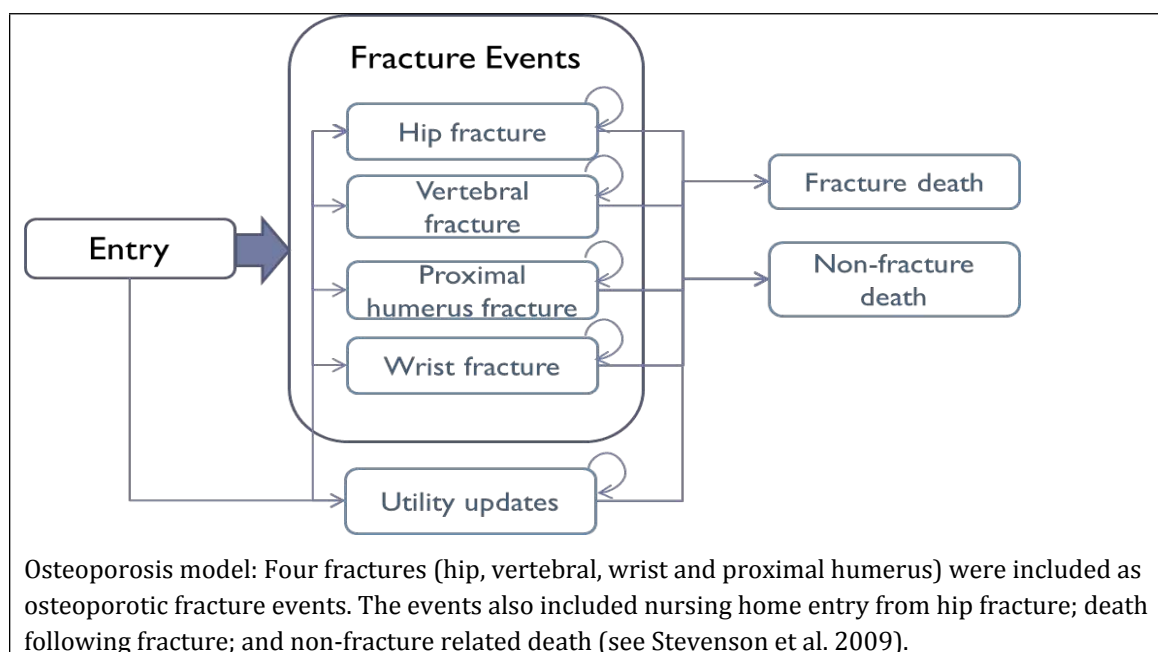 Fracture Events
Hip fracture
Vertebral
fracture
Entry
Proximal
humerus fracture
Wrist fracture
Utility updates
Fracture death
Non-fracture
death
Osteoporosis model: Four fractures (hip, vertebral, wrist and proximal humerus) were included as
osteoporotic fracture events. The events also included nursing home entry from hip fracture; death
following fracture; and non-fracture related death (see Stevenson et al. 2009).